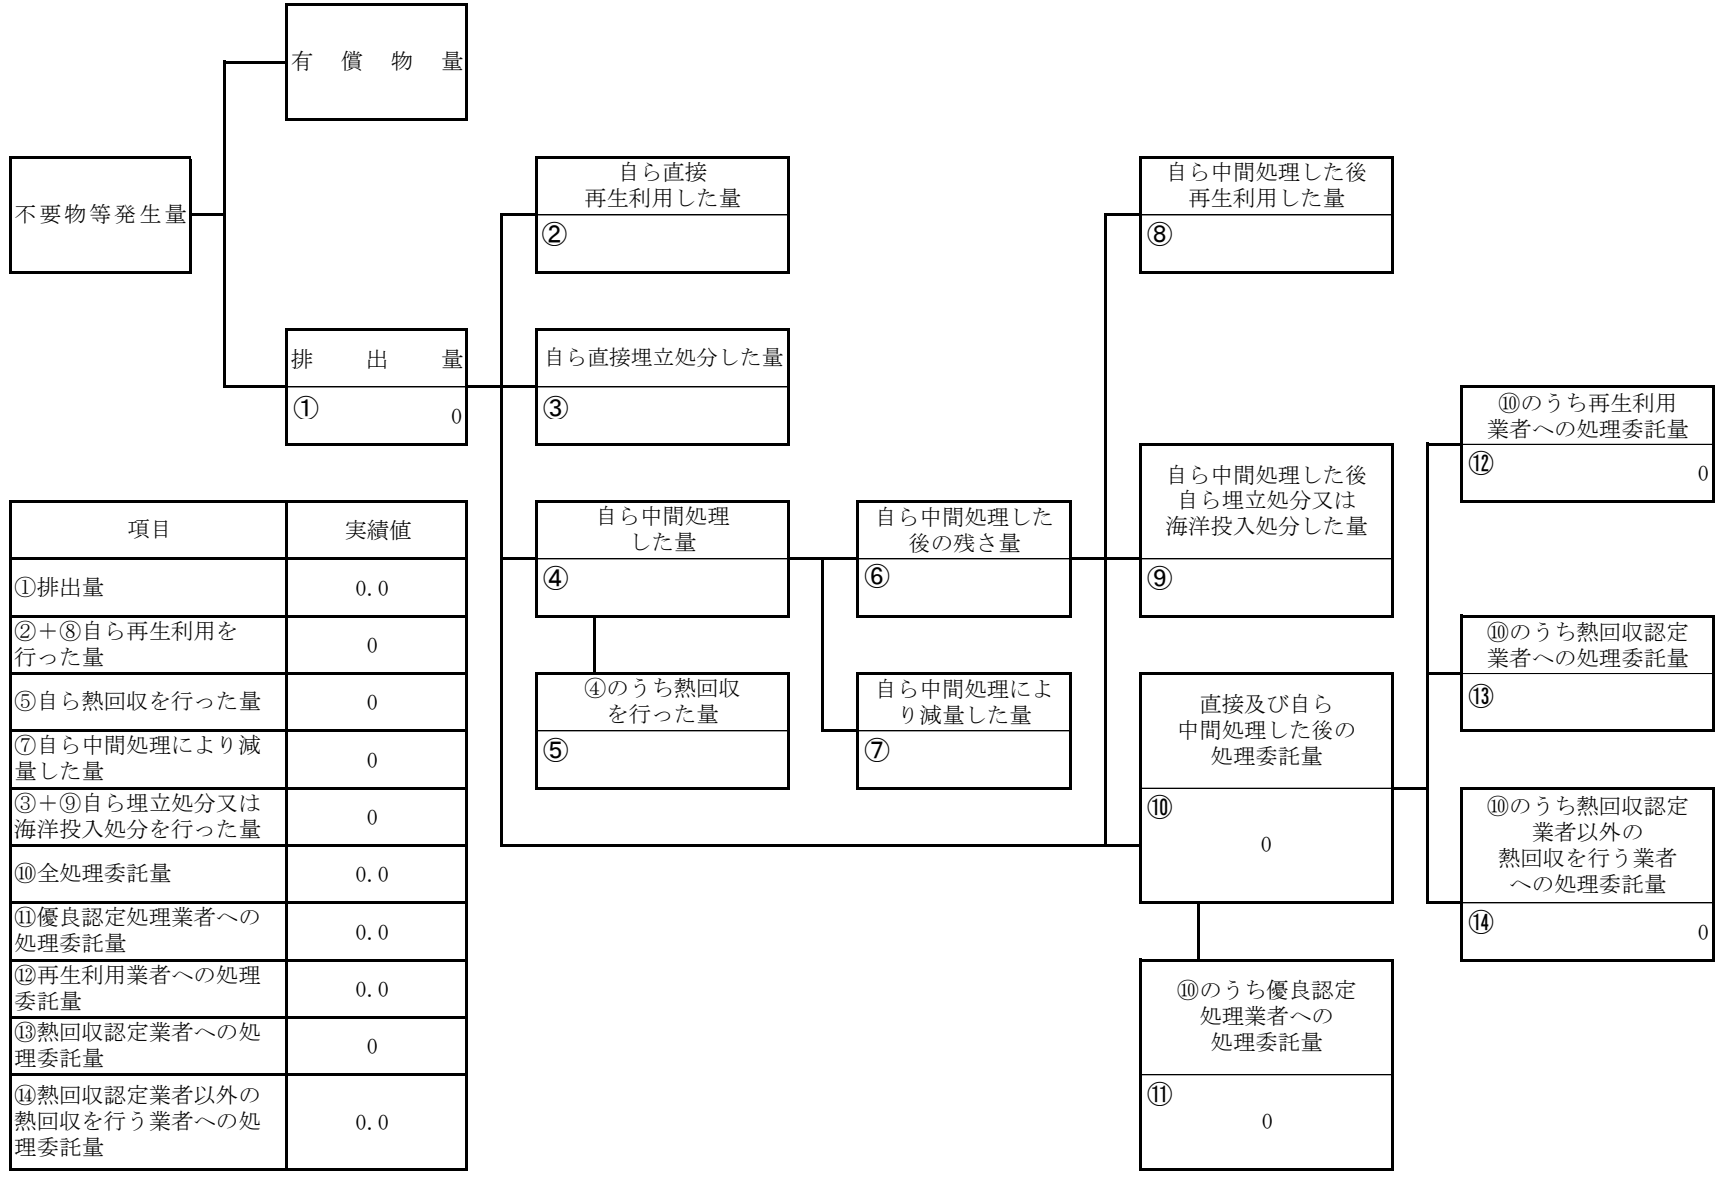 有償物量
不要物等発生量
排出量
①
0
自ら直接
再生利用した量
②
自ら直接埋立処分した量
③
自ら中間処理
した量
④
④のうち熱回収
を行った量
⑤
自ら中間処理した
後の残さ量
⑥
自ら中間処理によ
り減量した量
⑦
自ら中間処理した後
再生利用した量
⑧
自ら中間処理した後
自ら埋立処分又は
海洋投入処分した量
⑨
直接及び自ら
中間処理した後の
処理委託量
⑩
0
⑩のうち優良認定
処理業者への
処理委託量
⑪
0
⑩のうち再生利用
業者への処理委託量
⑫
0
⑩のうち熱回収認定
業者への処理委託量
⑬
⑩のうち熱回収認定
業者以外の
熱回収を行う業者
への処理委託量
⑭
0
項目 実績値
①排出量 0.0
②＋⑧自ら再生利用を
行った量 0
⑤自ら熱回収を行った量 0
⑦自ら中間処理により減
量した量 0
③＋⑨自ら埋立処分又は
海洋投入処分を行った量 0
⑩全処理委託量 0.0
⑪優良認定処理業者への
処理委託量 0.0
⑫再生利用業者への処理
委託量 0.0
⑬熱回収認定業者への処
理委託量 0
⑭熱回収認定業者以外の
熱回収を行う業者への処
理委託量 0.0